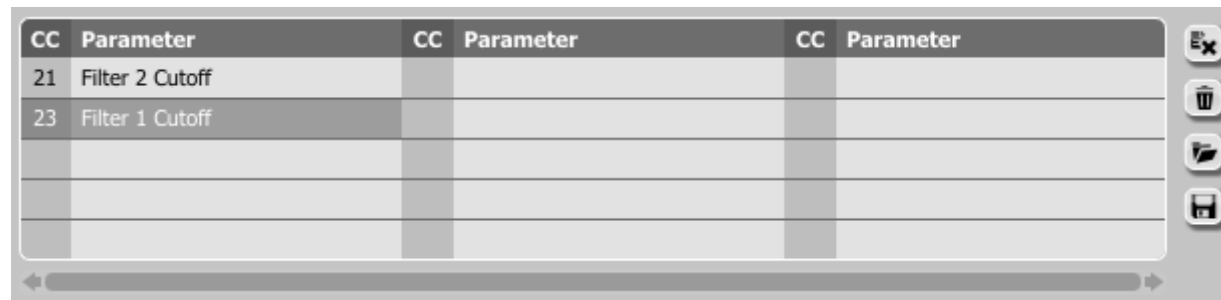 CC Parameter CC Parameter CC Parameter
21 Filter 2 Cutoff
23 Filter 1 Cutoff